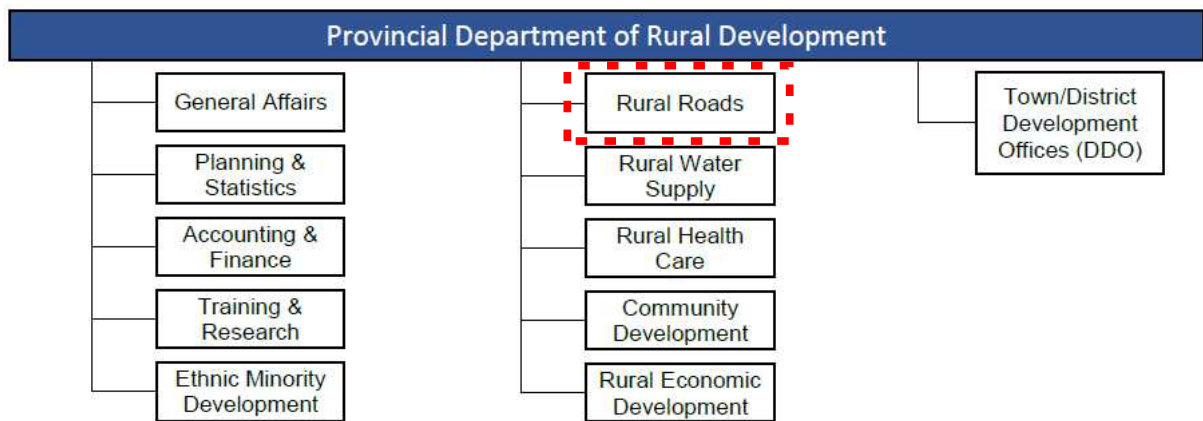 Provincial Department of Rural Development
General Affairs
Planning &
Statistics
Accounting &
Finance
Training &
Research
Ethnic Minority
Development
Rural Roads
Rural Water
Supply
Rural Health
Care
Community
Development
Rural Economic
Development
Town/District
Development
Offices (DDO)